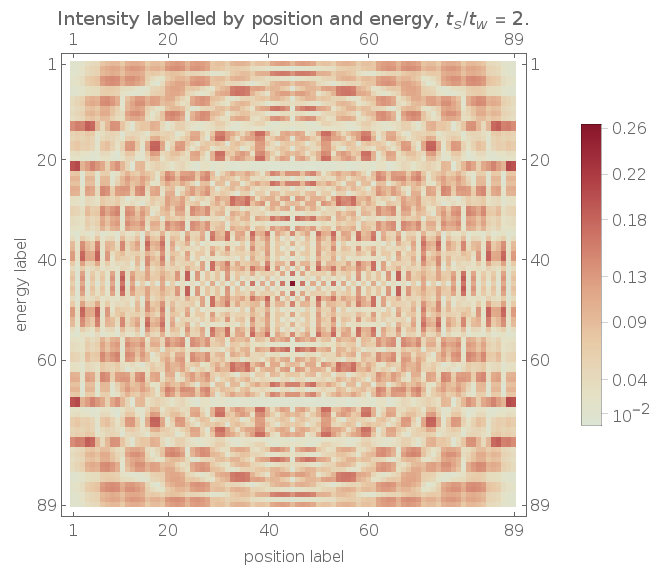 Intensity labelled by position and energy, t_S/t_W = 2.
1 20 40 60 89
1 1
20 20
40 40
60 60
89 89
1 20 40 60 89
energy label
position label
0.26
0.22
0.18
0.13
0.09
0.04
10⁻²